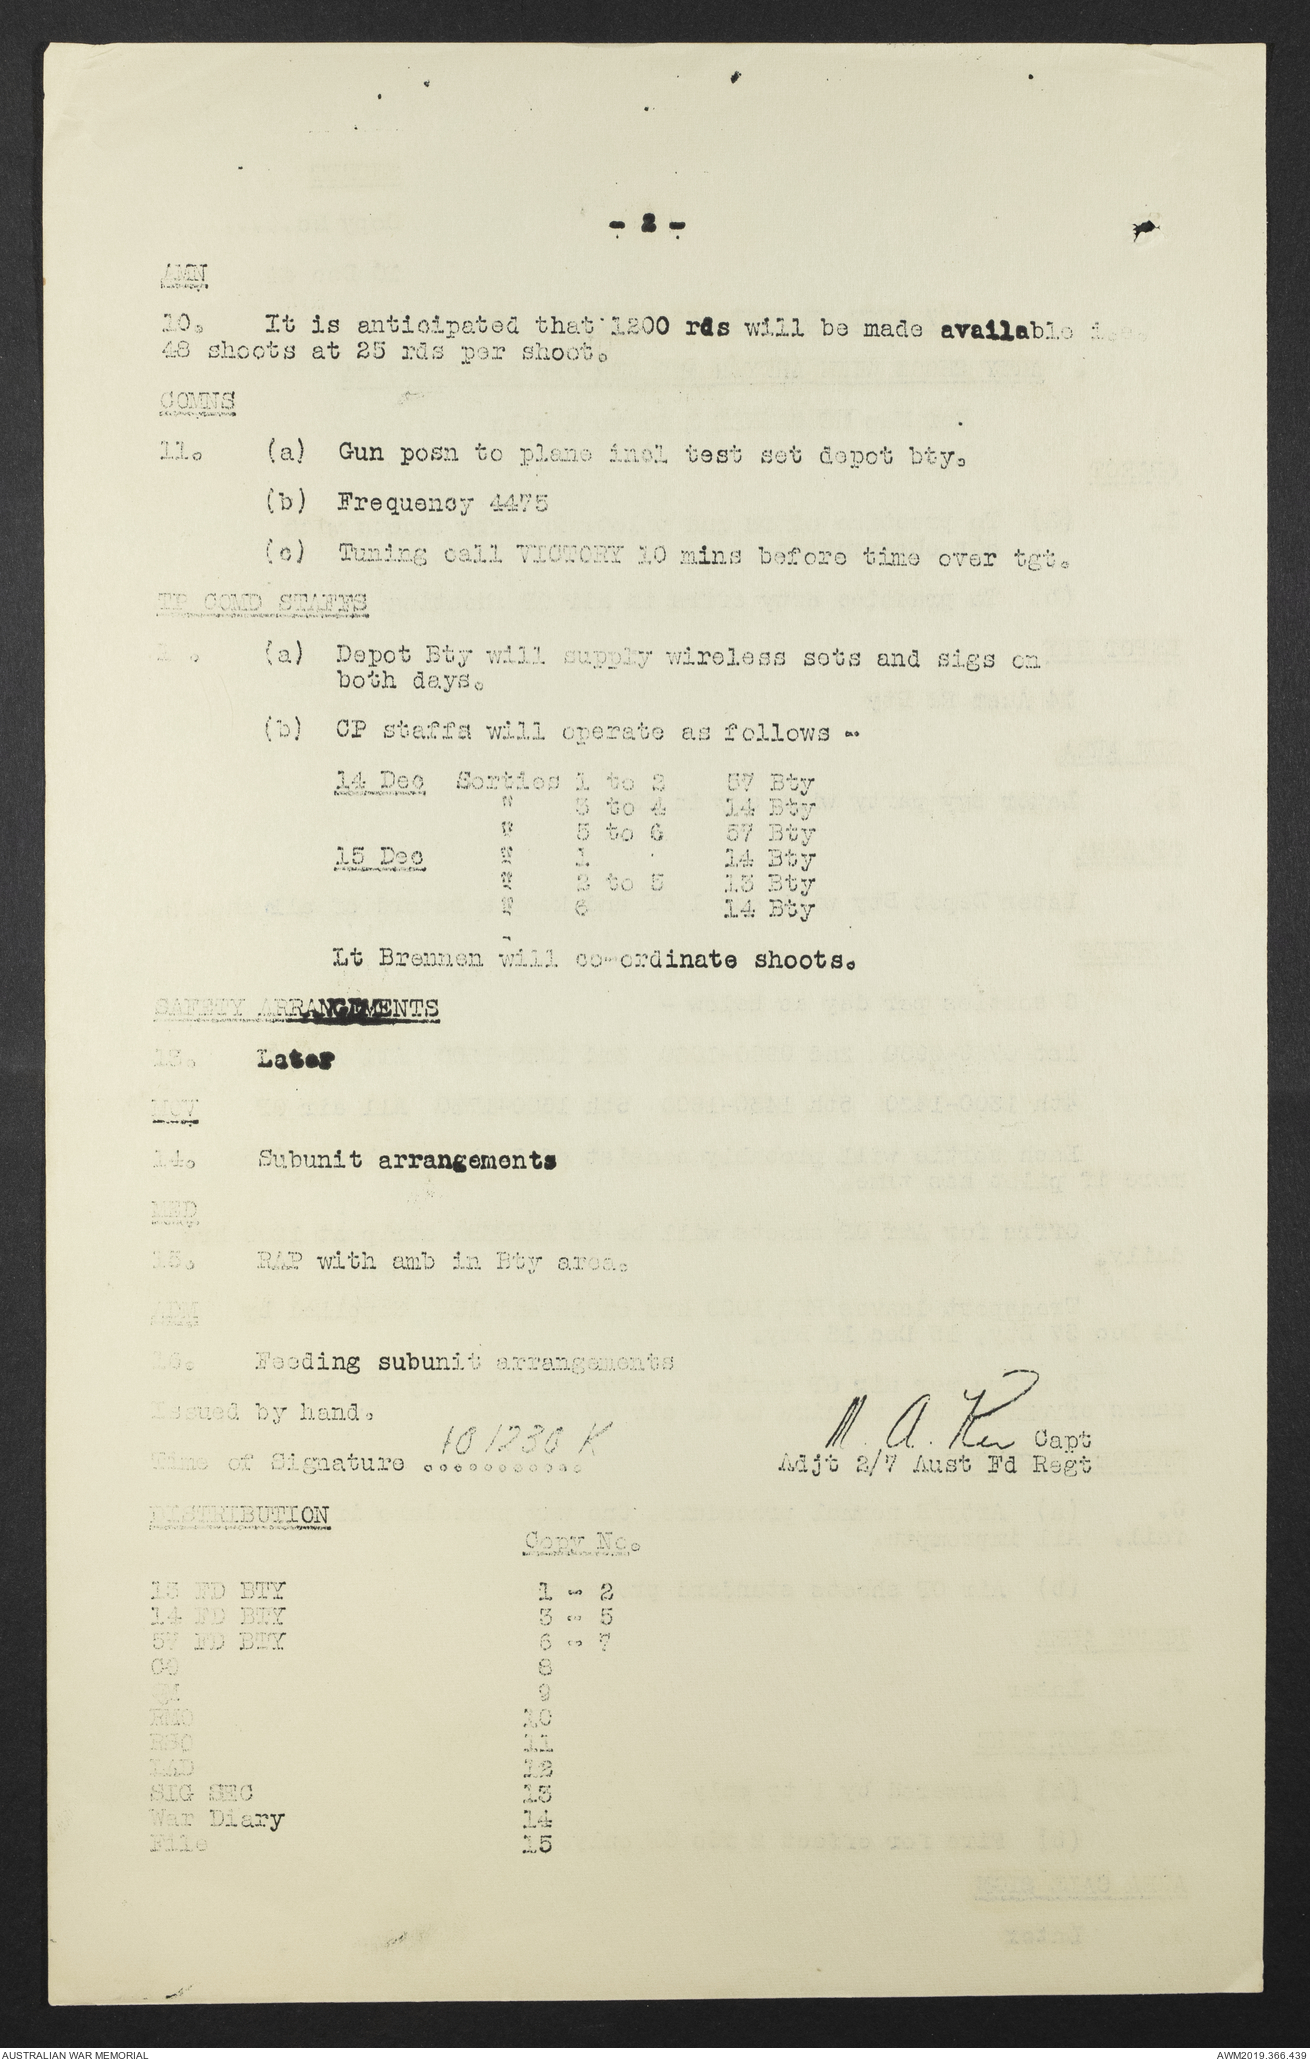 - 2 -
AMN
10. It is anticipated that 1200 rds will be made available i.e.
48 shoots at 25 rds per shoot.
COMNS
11. (a) Gun posn to plane incl test set depot bty.
(b) Frequency 4475
(c) Tuning call VICTORY 10 mins before time over tgt.
TP COMD STAFFS
(a) Depot Bty will supply wireless sets and sigs on
both days.
(b) CP staffs will operate as follows -
14 Dec Sorties 1 to 2 57 Bty
" 3 to 4 14 Bty
" 5 to 6 57 Bty
15 Dec " 1 14 Bty
" 2 to 5 13 Bty
" 6 14 Bty
Lt Brennen will co-ordinate shoots.
SAFETY ARRANGEMENTS
13. Later
MOV
14. Subunit arrangements
MED
15. RAP with amb in Bty area.
ADM
16. Feeding subunit arrangements
Issued by hand.
Time of Signature 101230 K
M. A. Capt
Adjt 2/7 Aust Fd Regt
DISTRIBUTION
Copy No.
13 FD BTY 1 - 2
14 FD BTY 3 - 5
57 FD BTY 6 - 7
CO 8
9
RMO 10
RSO 11
LAD 12
SIG SEC 13
War Diary 14
File 15
AUSTRALIAN WAR MEMORIAL
AWM2019.366.439